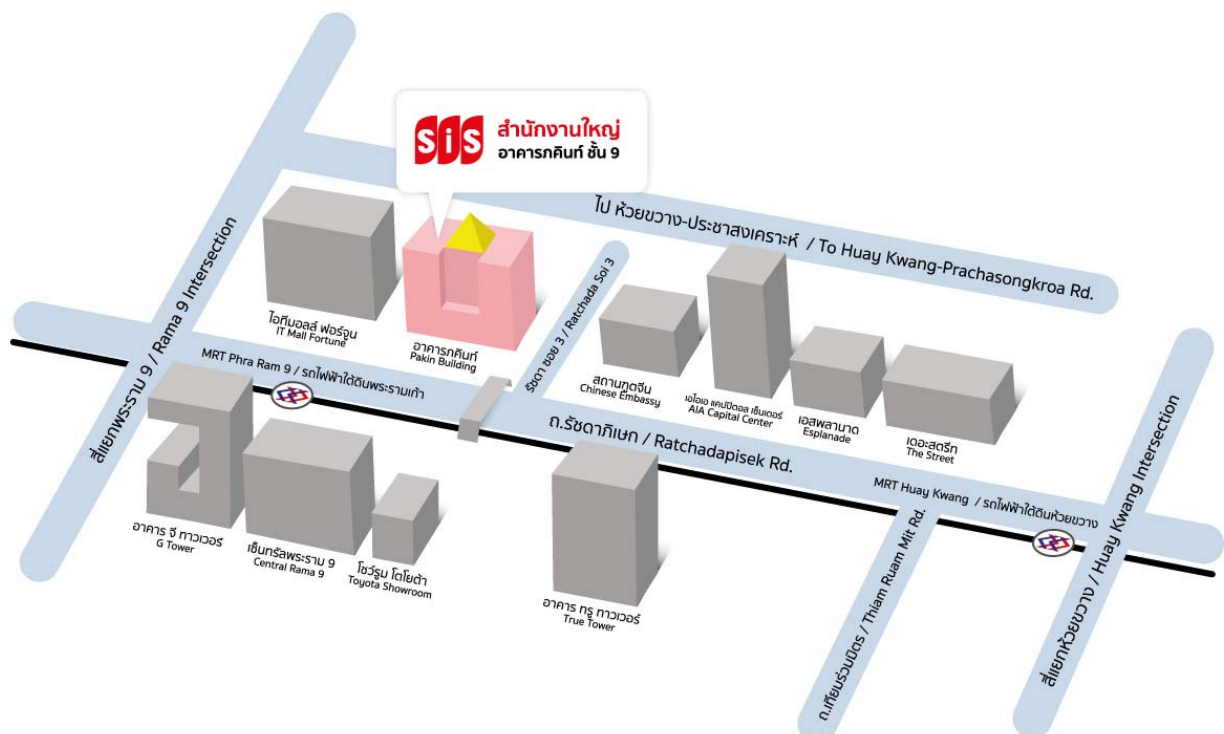 SiS
สำนักงานใหญ่
อาคารภคินท์ ชั้น 9
ไป ห้วยขวาง-ประชาสงเคราะห์ / To Huay Kwang-Prachasongkroa Rd.
สี่แยกพระราม 9 / Rama 9 Intersection
ไอทีมอลล์ ฟอร์จูน
IT Mall Fortune
อาคารภคินท์
Pakin Building
รัชดา ซอย 3 / Ratchada Soi 3
สถานฑูตจีน
Chinese Embassy
เอไอเอ แคปปิตอล เซ็นเตอร์
AIA Capital Center
เอสพลานาด
Esplanade
เดอะสตรีท
The Street
MRT Phra Ram 9 / รถไฟฟ้าใต้ดินพระรามเก้า
ถ.รัชดาภิเษก / Ratchadapisek Rd.
MRT Huay Kwang / รถไฟฟ้าใต้ดินห้วยขวาง
อาคาร จี ทาวเวอร์
G Tower
เซ็นทรัลพระราม 9
Central Rama 9
โชว์รูม โตโยต้า
Toyota Showroom
อาคาร ทรู ทาวเวอร์
True Tower
ถ.เทียมร่วมมิตร / Thiam Ruam Mit Rd.
สี่แยกห้วยขวาง / Huay Kwang Intersection